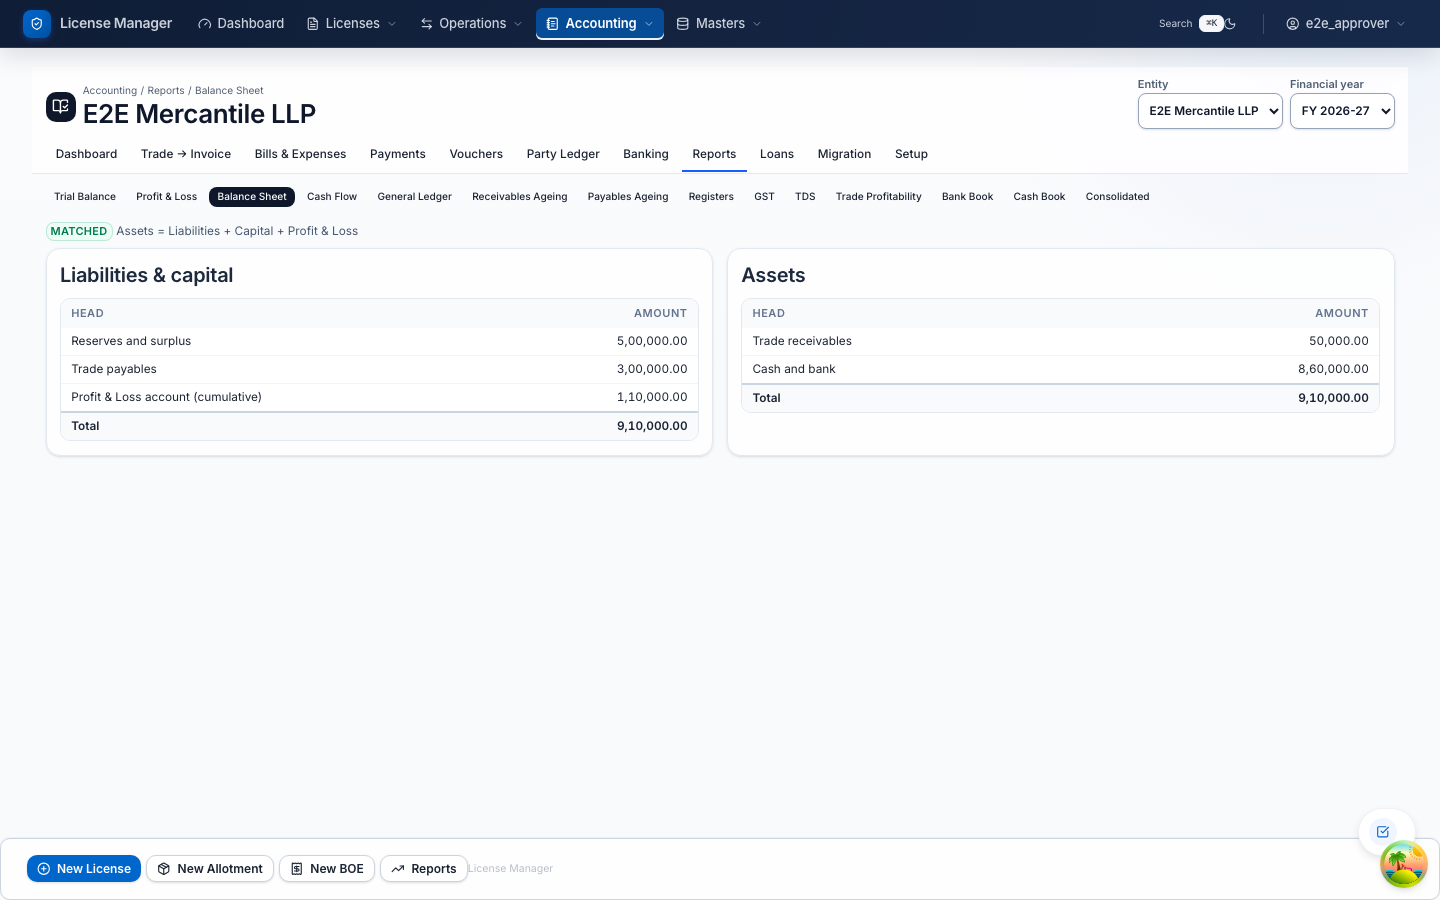 License Manager Dashboard Licenses Operations Accounting Masters Search ⌘K e2e_approver
Accounting / Reports / Balance Sheet
E2E Mercantile LLP
Entity Financial year
E2E Mercantile LLP FY 2026-27
Dashboard Trade → Invoice Bills & Expenses Payments Vouchers Party Ledger Banking Reports Loans Migration Setup
Trial Balance Profit & Loss Balance Sheet Cash Flow General Ledger Receivables Ageing Payables Ageing Registers GST TDS Trade Profitability Bank Book Cash Book Consolidated
MATCHED Assets = Liabilities + Capital + Profit & Loss
Liabilities & capital
HEAD AMOUNT
Reserves and surplus 5,00,000.00
Trade payables 3,00,000.00
Profit & Loss account (cumulative) 1,10,000.00
Total 9,10,000.00
Assets
HEAD AMOUNT
Trade receivables 50,000.00
Cash and bank 8,60,000.00
Total 9,10,000.00
New License New Allotment New BOE Reports License Manager